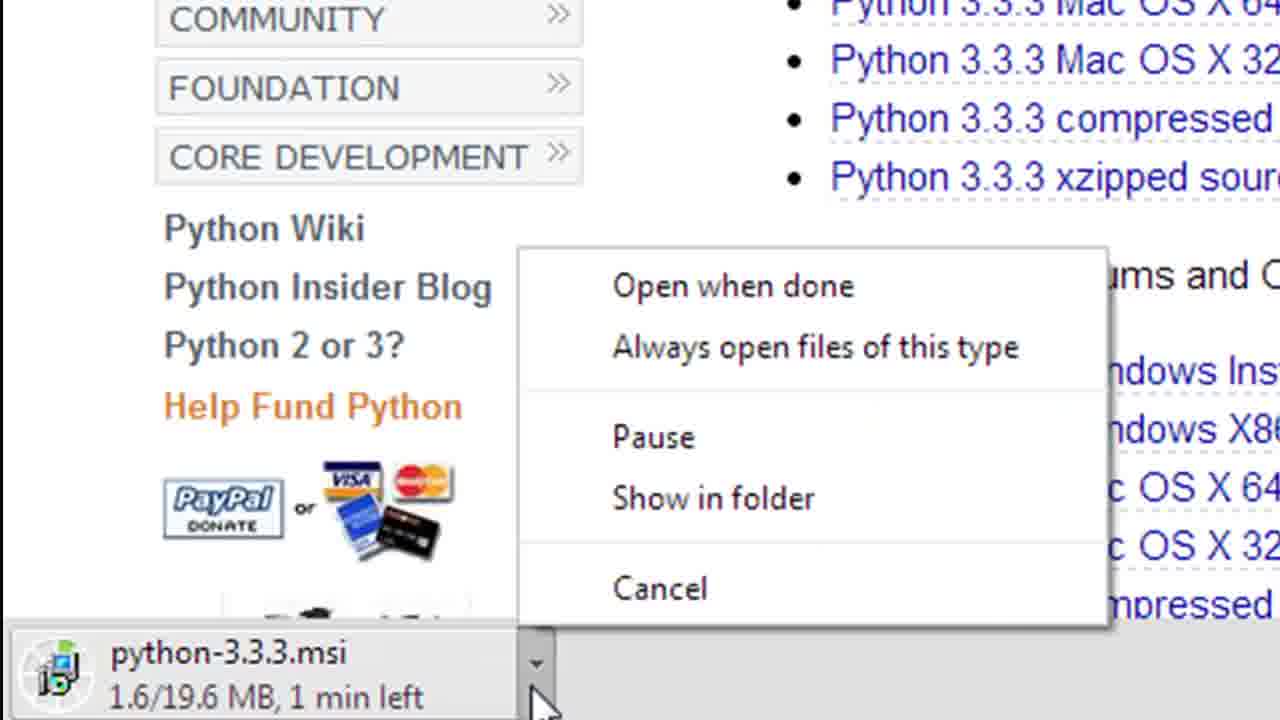 COMMUNITY
FOUNDATION
CORE DEVELOPMENT
Python Wiki
Python Insider Blog
Python 2 or 3?
Help Fund Python
PayPal
DONATE
or
VISA
Python 3.3.3 Mac OS X 64
Python 3.3.3 Mac OS X 32
Python 3.3.3 compressed
Python 3.3.3 xzipped sour
ums and
ndows Inst
ndows X86
c OS X 64
c OS X 32
mpressed
Open when done
Always open files of this type
Pause
Show in folder
Cancel
python-3.3.3.msi
1.6/19.6 MB, 1 min left